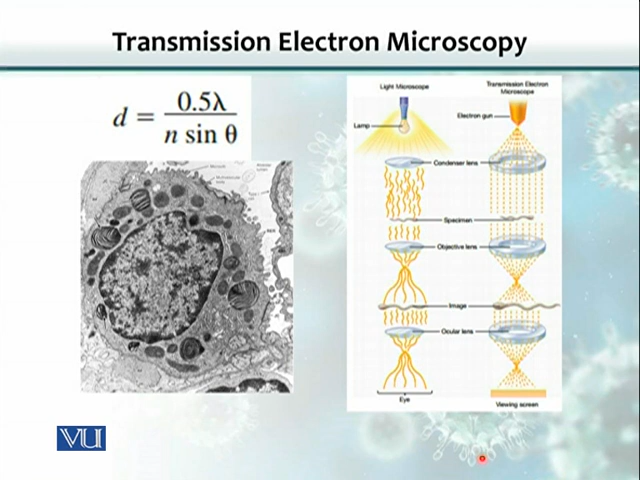 Transmission Electron Microscopy
d = 0.5λ / n sin θ
Light Microscope
Transmission Electron
Microscope
Lamp
Electron gun
Condenser lens
Specimen
Objective lens
Image
Ocular lens
Eye
Viewing screen
VU